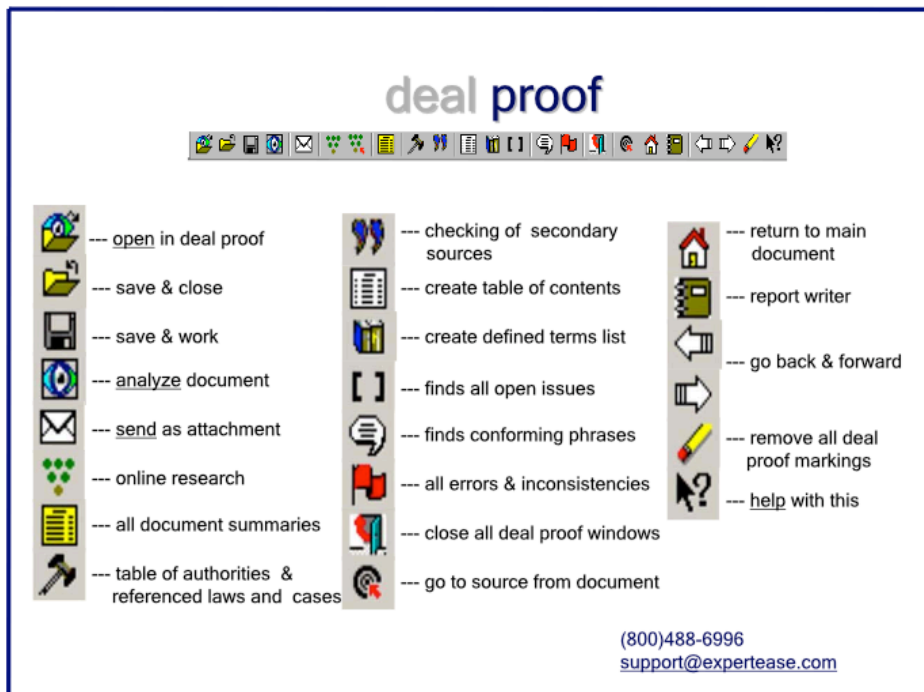 deal proof
--- open in deal proof
--- save & close
--- save & work
--- analyze document
--- send as attachment
--- online research
--- all document summaries
--- table of authorities &
referenced laws and cases
--- checking of secondary
sources
--- create table of contents
--- create defined terms list
--- finds all open issues
--- finds conforming phrases
--- all errors & inconsistencies
--- close all deal proof windows
--- go to source from document
--- return to main
document
--- report writer
--- go back & forward
--- remove all deal
proof markings
--- help with this
(800)488-6996
support@expertease.com